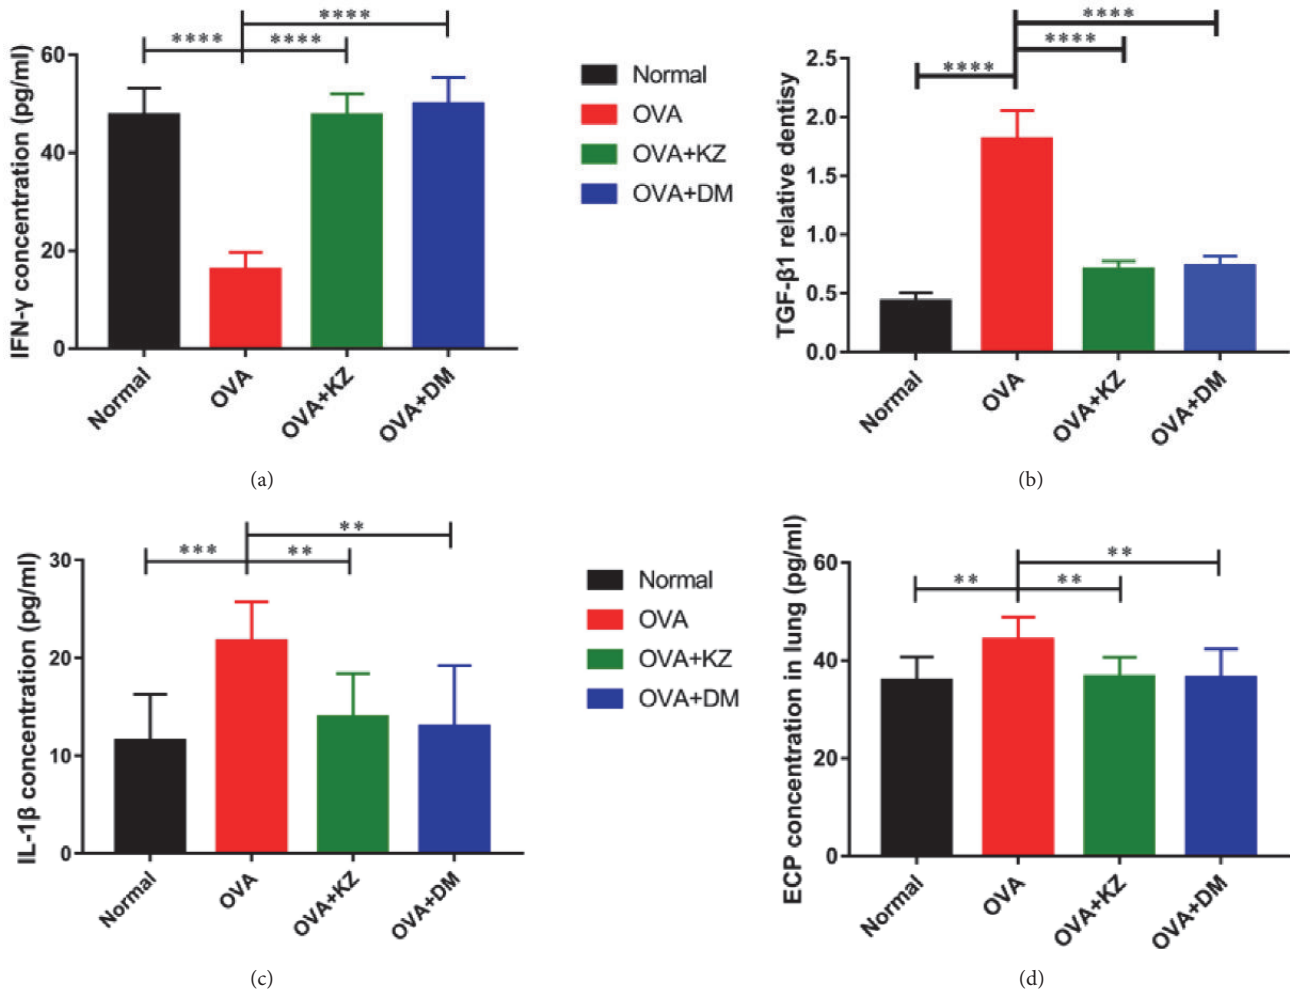 IFN-γ concentration (pg/ml)
60
40
20
0
****
****
****
Normal
OVA
OVA+KZ
OVA+DM
(a)
Normal
OVA
OVA+KZ
OVA+DM
TGF-β1 relative dentisy
2.5
2.0
1.5
1.0
0.5
0.0
****
****
****
Normal
OVA
OVA+KZ
OVA+DM
(b)
IL-1β concentration (pg/ml)
30
20
10
0
***
**
**
Normal
OVA
OVA+KZ
OVA+DM
(c)
Normal
OVA
OVA+KZ
OVA+DM
ECP concentration in lung (pg/ml)
60
40
20
0
**
**
**
Normal
OVA
OVA+KZ
OVA+DM
(d)